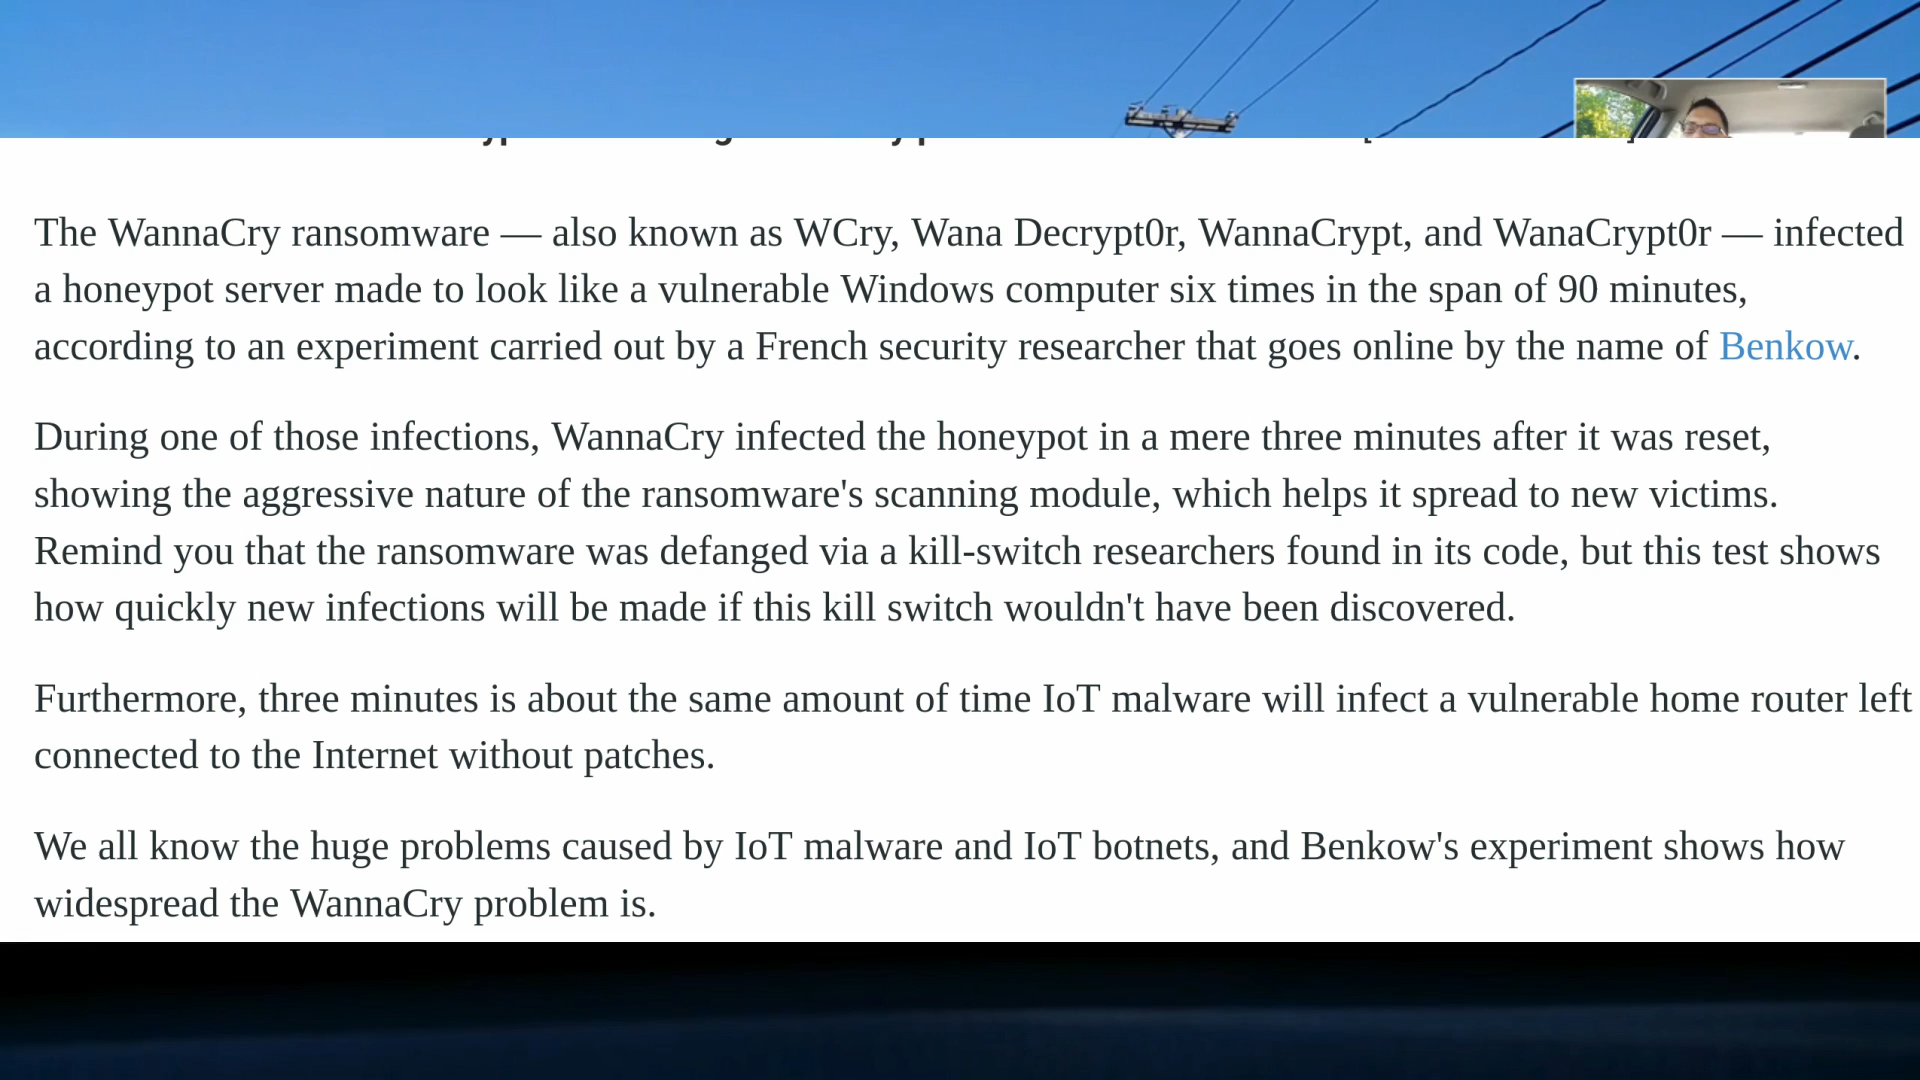 The WannaCry ransomware — also known as WCry, Wana Decrypt0r, WannaCrypt, and WanaCrypt0r — infected
a honeypot server made to look like a vulnerable Windows computer six times in the span of 90 minutes,
according to an experiment carried out by a French security researcher that goes online by the name of Benkow.
During one of those infections, WannaCry infected the honeypot in a mere three minutes after it was reset,
showing the aggressive nature of the ransomware's scanning module, which helps it spread to new victims.
Remind you that the ransomware was defanged via a kill-switch researchers found in its code, but this test shows
how quickly new infections will be made if this kill switch wouldn't have been discovered.
Furthermore, three minutes is about the same amount of time IoT malware will infect a vulnerable home router left
connected to the Internet without patches.
We all know the huge problems caused by IoT malware and IoT botnets, and Benkow's experiment shows how
widespread the WannaCry problem is.